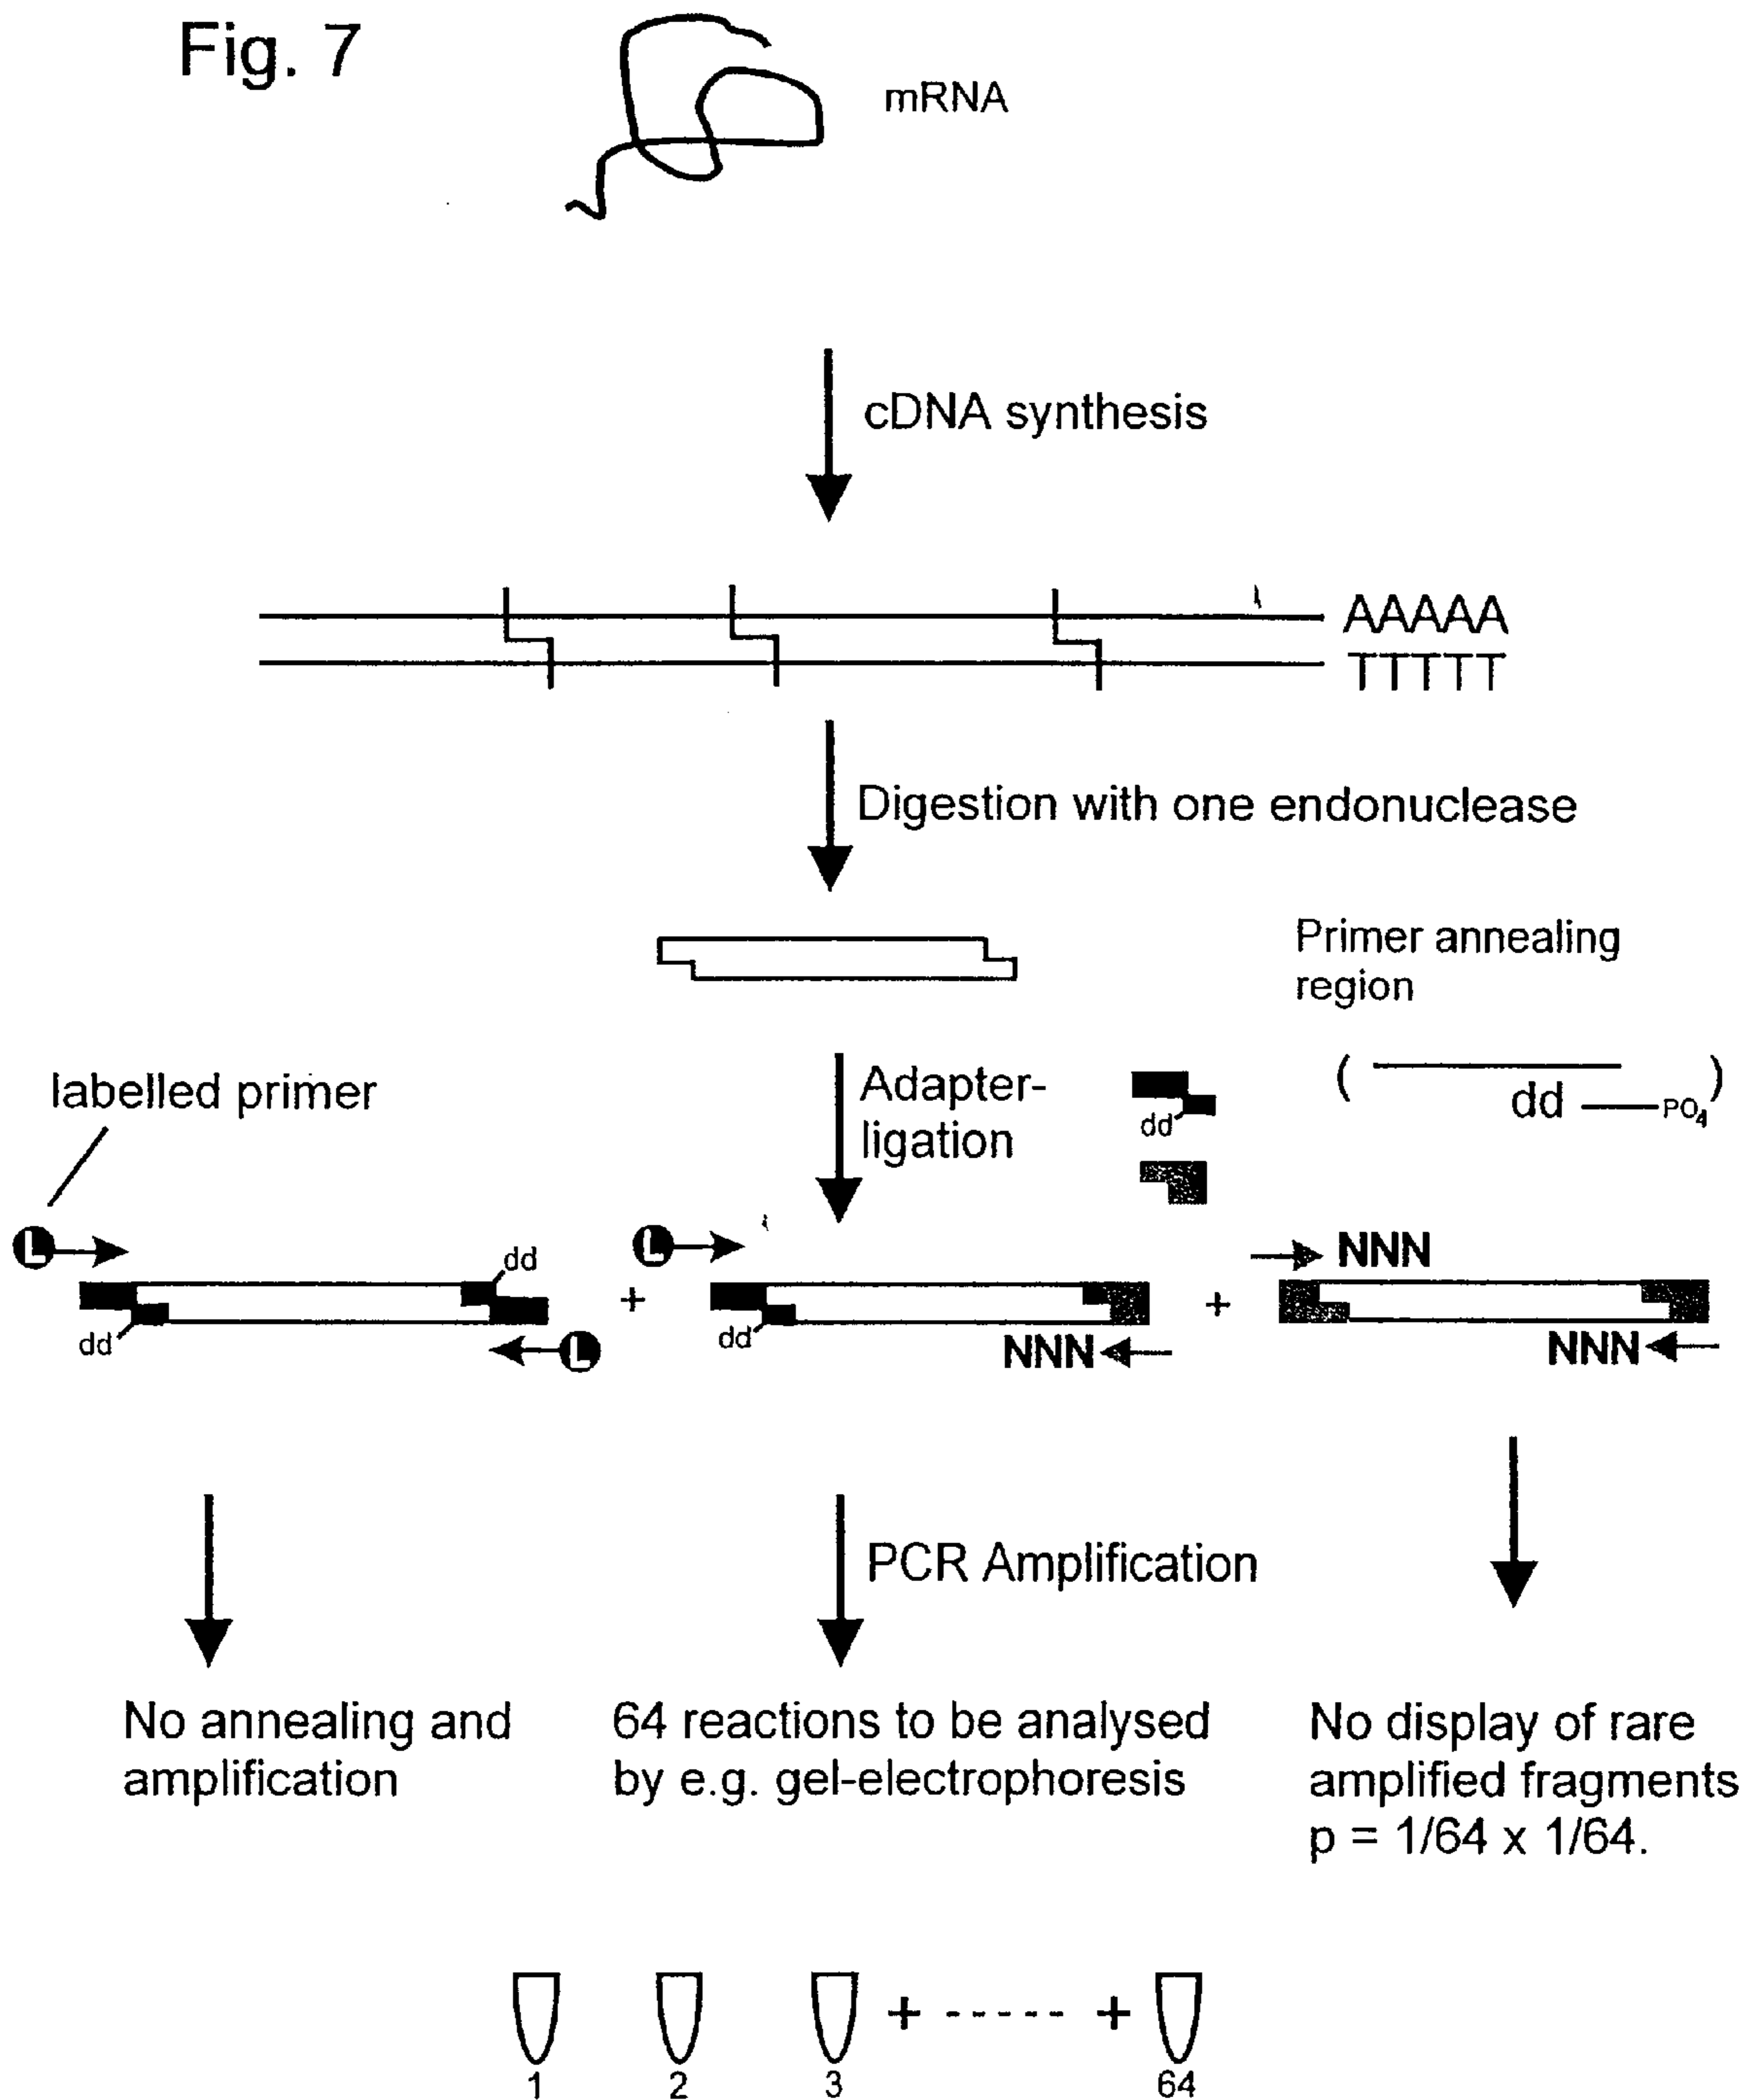 Fig. 7
mRNA
cDNA synthesis
AAAAA
TTTTT
Digestion with one endonuclease
Primer annealing
region
labelled primer
Adapter-
ligation
dd
( dd PO4 )
L
dd
+
L
+
NNN
dd
L
dd
NNN
NNN
PCR Amplification
No annealing and
amplification
64 reactions to be analysed
by e.g. gel-electrophoresis
No display of rare
amplified fragments
p = 1/64 x 1/64.
+ ----- +
1 2 3 64